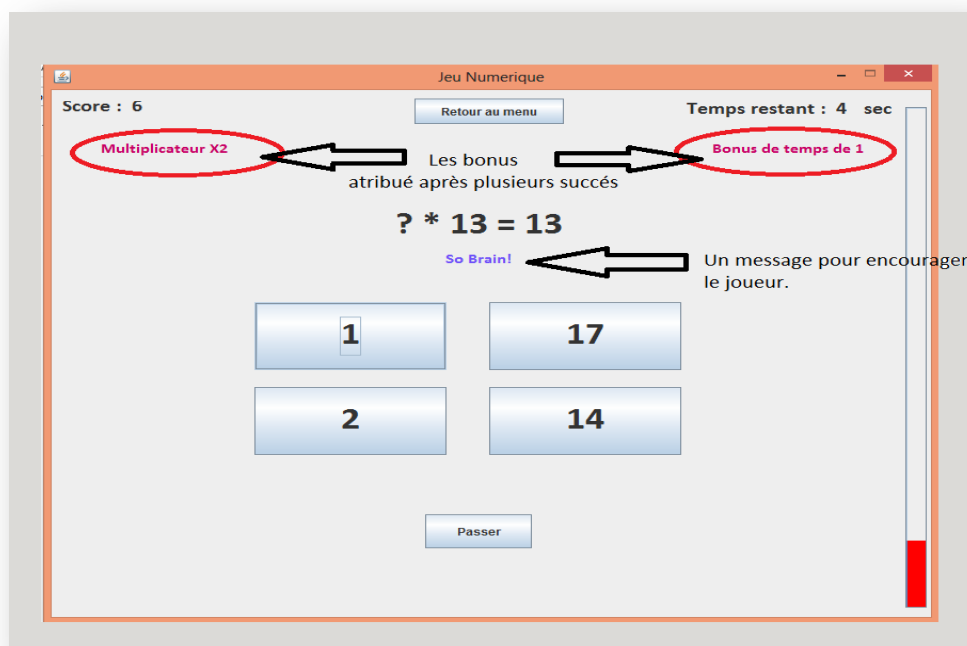 Jeu Numerique
Score : 6
Retour au menu
Temps restant : 4 sec
Multiplicateur X2
Bonus de temps de 1
Les bonus
atribué après plusieurs succés
? * 13 = 13
So Brain!
Un message pour encourager
le joueur.
1
17
2
14
Passer